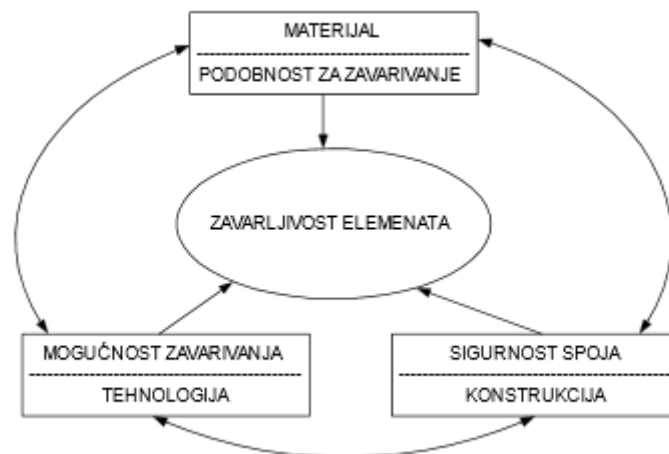 MATERIJAL
PODOBNOST ZA ZAVARIVANJE
ZAVARLJIVOST ELEMENATA
MOGUĆNOST ZAVARIVANJA
TEHNOLOGIJA
SIGURNOST SPOJA
KONSTRUKCIJA